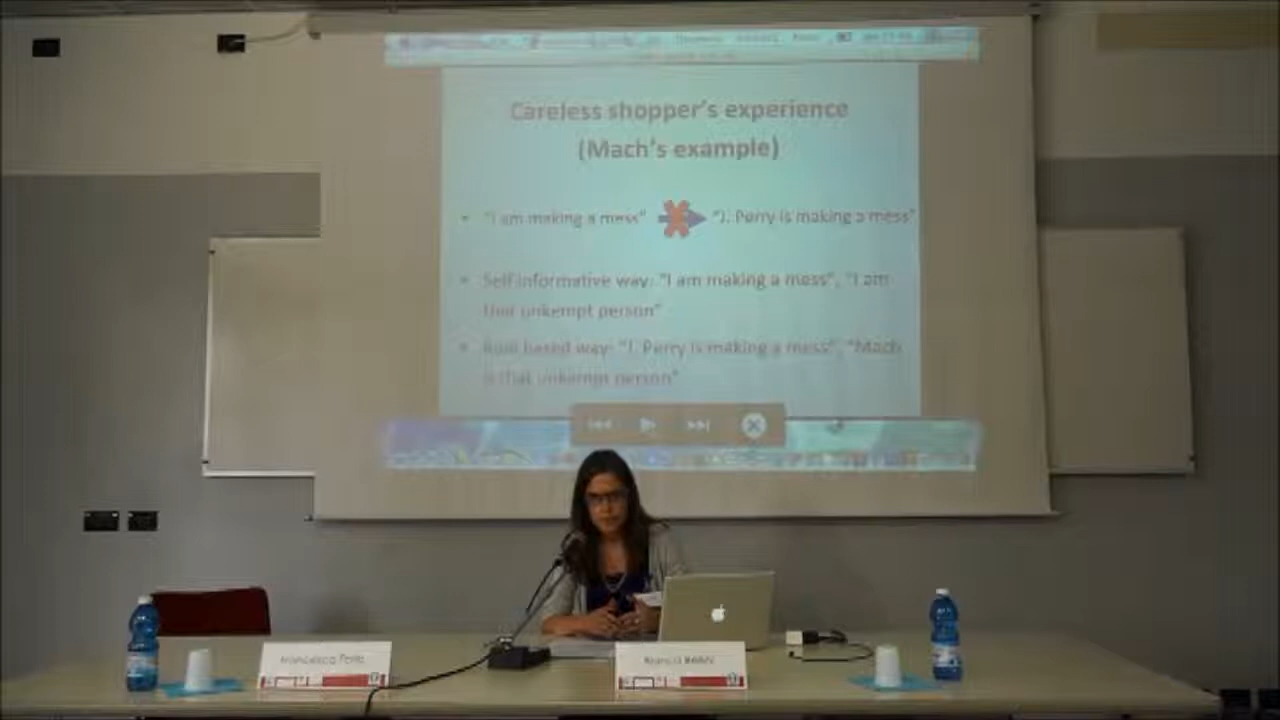 Careless shopper's experience
(Mach's example)
• "I am making a mess" "J. Perry is making a mess"
• Self informative way: "I am making a mess", "I am
that unkempt person"
• Role based way: "J. Perry is making a mess", "Mach
is that unkempt person"